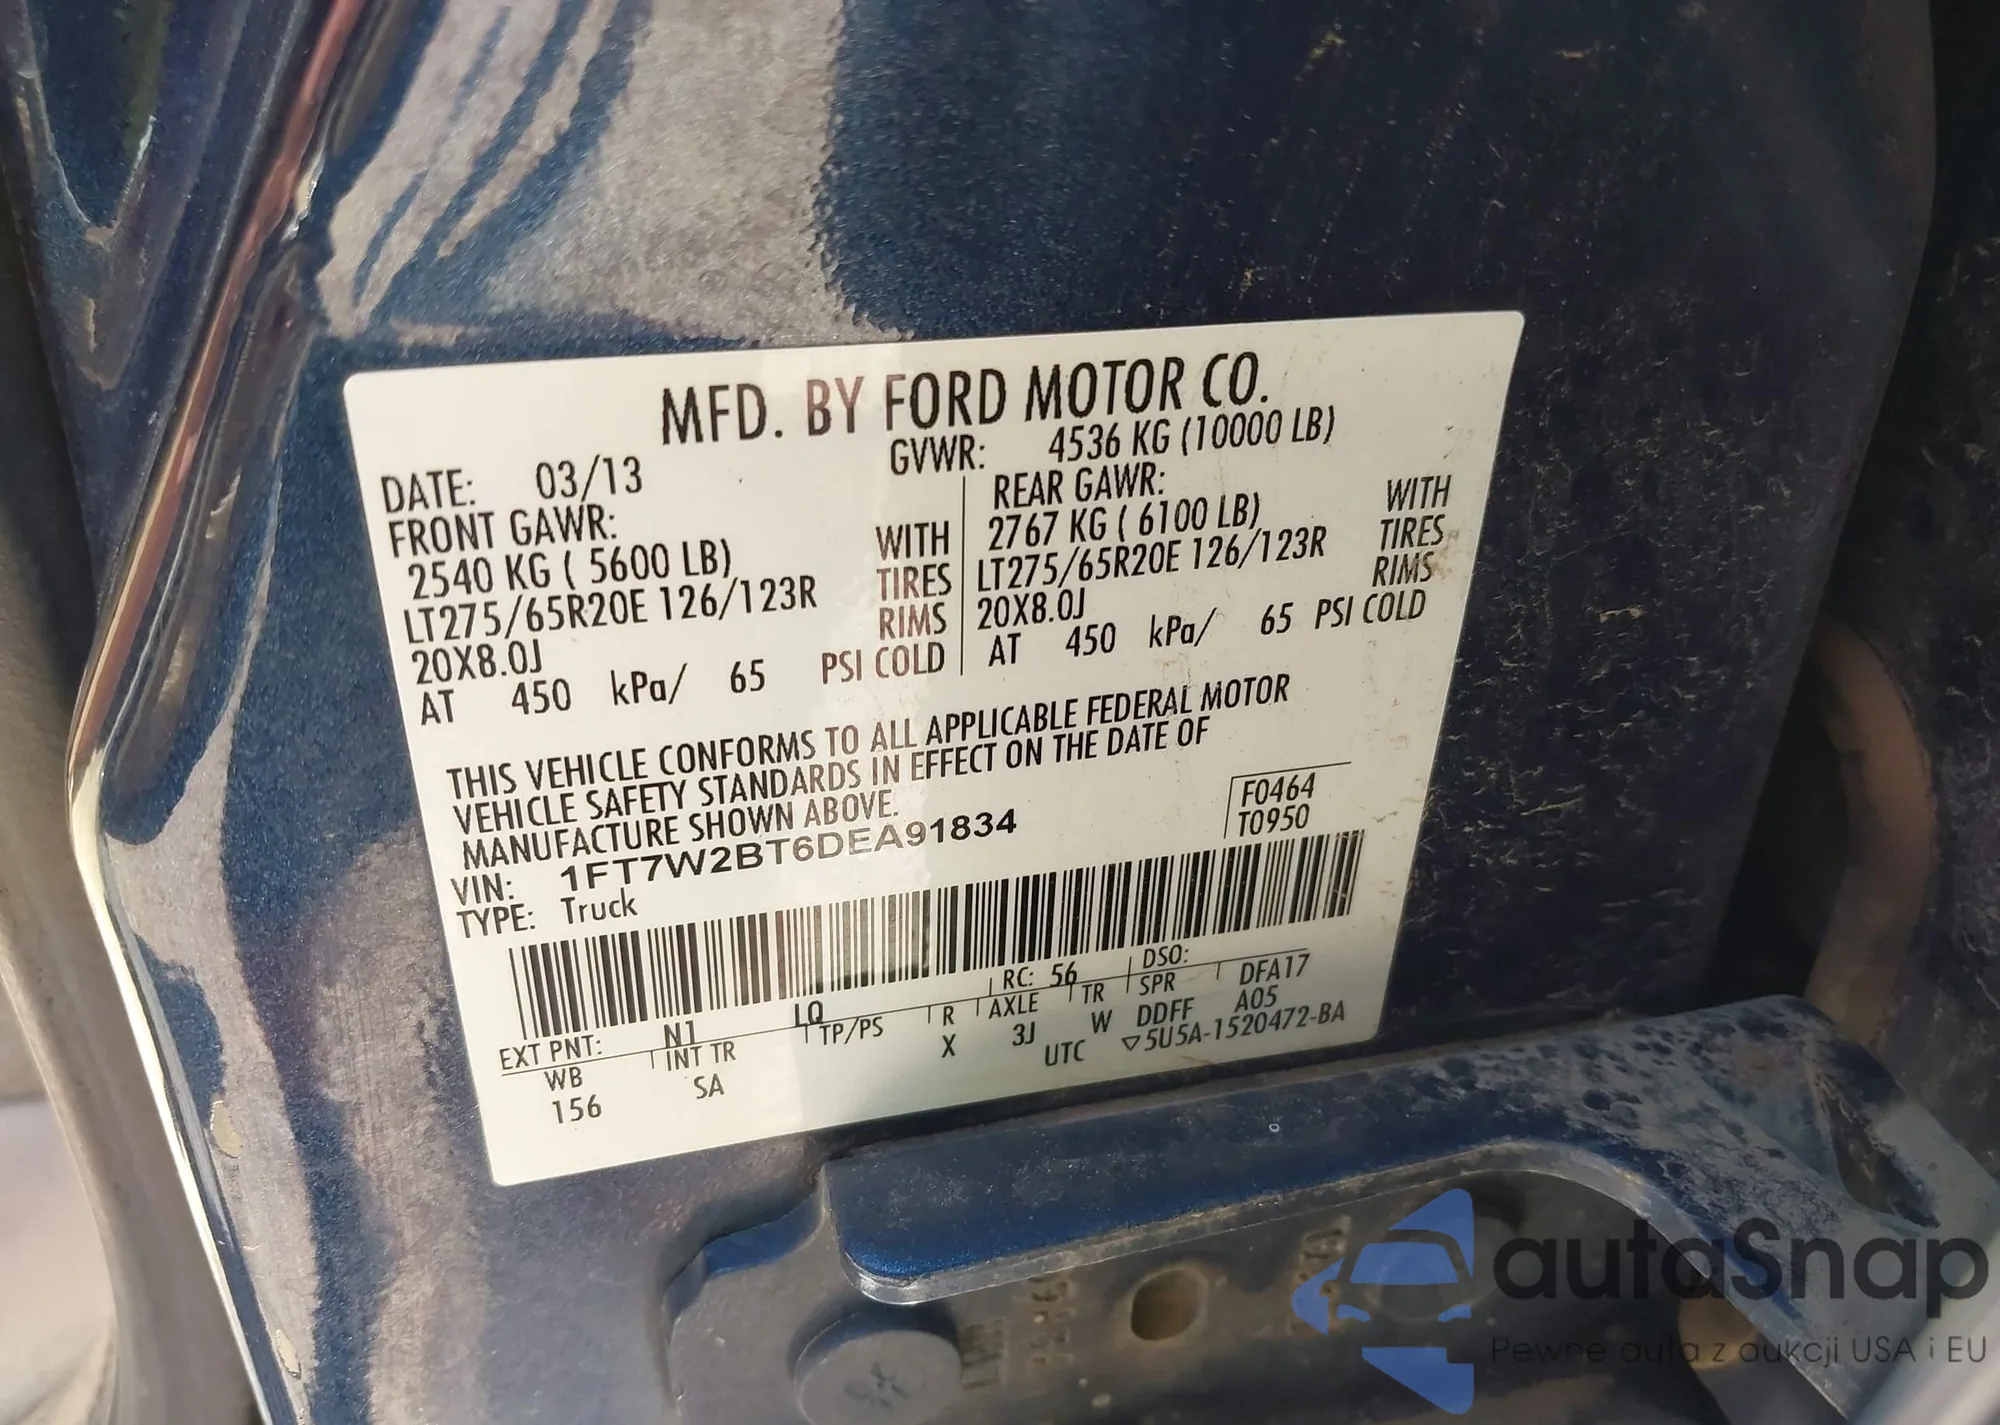 MFD. BY FORD MOTOR CO.
DATE: 03/13 GVWR: 4536 KG (10000 LB)
FRONT GAWR: REAR GAWR:
2540 KG ( 5600 LB) WITH 2767 KG ( 6100 LB) WITH
LT275/65R20E 126/123R TIRES LT275/65R20E 126/123R TIRES
20X8.0J RIMS 20X8.0J RIMS
AT 450 kPa/ 65 PSI COLD AT 450 kPa/ 65 PSI COLD
THIS VEHICLE CONFORMS TO ALL APPLICABLE FEDERAL MOTOR
VEHICLE SAFETY STANDARDS IN EFFECT ON THE DATE OF
MANUFACTURE SHOWN ABOVE.
VIN: 1FT7W2BT6DEA91834 F0464
TYPE: Truck T0950
EXT PNT: N1 LQ RC: 56 DSO:
WB INT TR TP/PS R AXLE TR SPR DFA17
156 SA X 3J W DDFF A05
UTC ▽5U5A-1520472-BA
autaSnap
Pewne auta z aukcji USA i EU